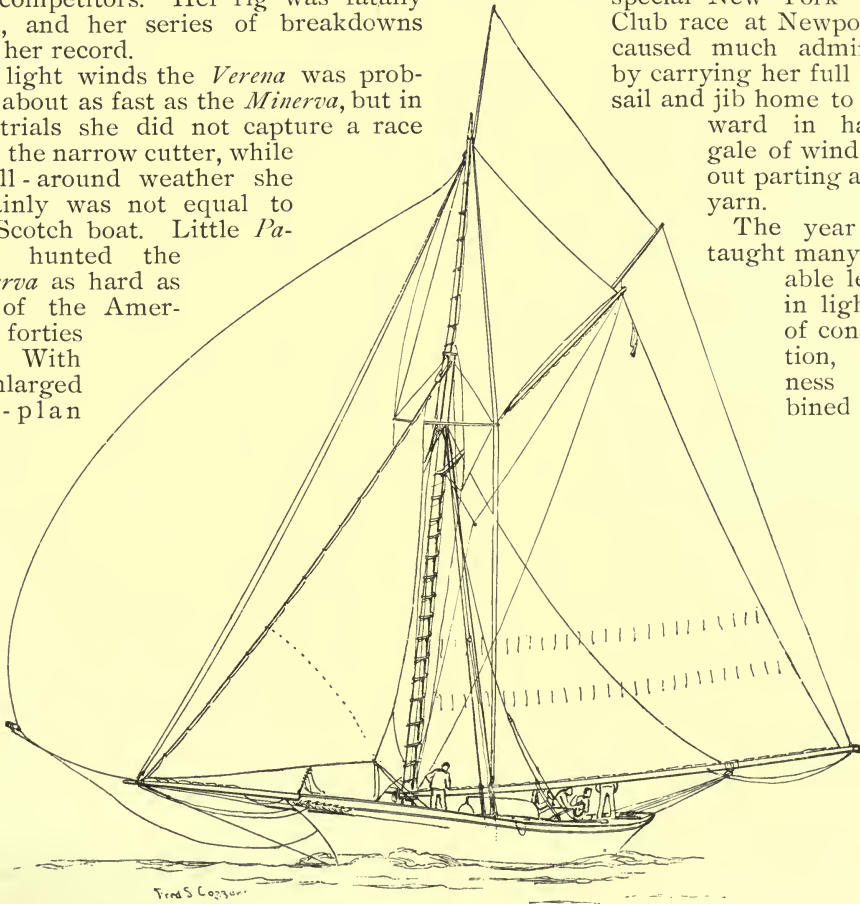 competitors. Her rig was fatally
, and her series of breakdowns
her record.
light winds the Verena was prob-
about as fast as the Minerva, but in
trials she did not capture a race
the narrow cutter, while
ll-around weather she
ainly was not equal to
Scotch boat. Little Pa-
hunted the
erva as hard as
of the Amer-
forties
With
nlarged
-plan
special New York
Club race at Newpo
caused much admi
by carrying her full
sail and jib home to
ward in ha
gale of wind
out parting a
yarn.
The year
taught many
able le
in ligh
of con
tion,
ness
bined
Fred S